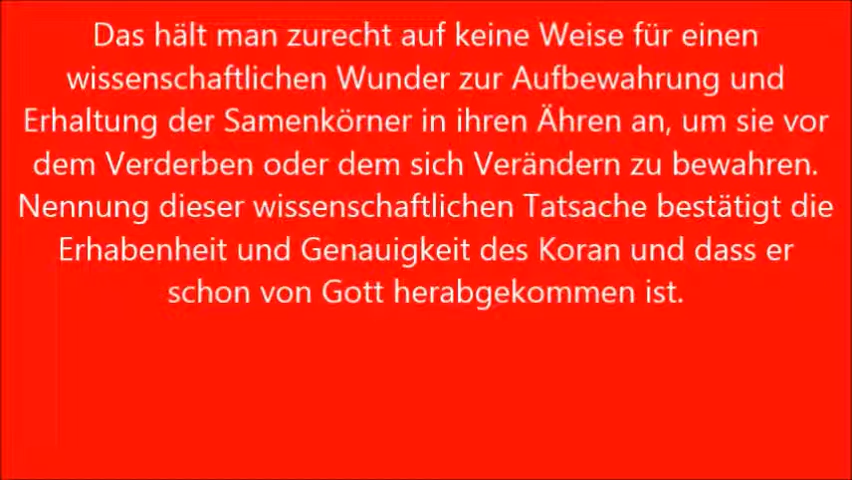 Das hält man zurecht auf keine Weise für einen
wissenschaftlichen Wunder zur Aufbewahrung und
Erhaltung der Samenkörner in ihren Ähren an, um sie vor
dem Verderben oder dem sich Verändern zu bewahren.
Nennung dieser wissenschaftlichen Tatsache bestätigt die
Erhabenheit und Genauigkeit des Koran und dass er
schon von Gott herabgekommen ist.